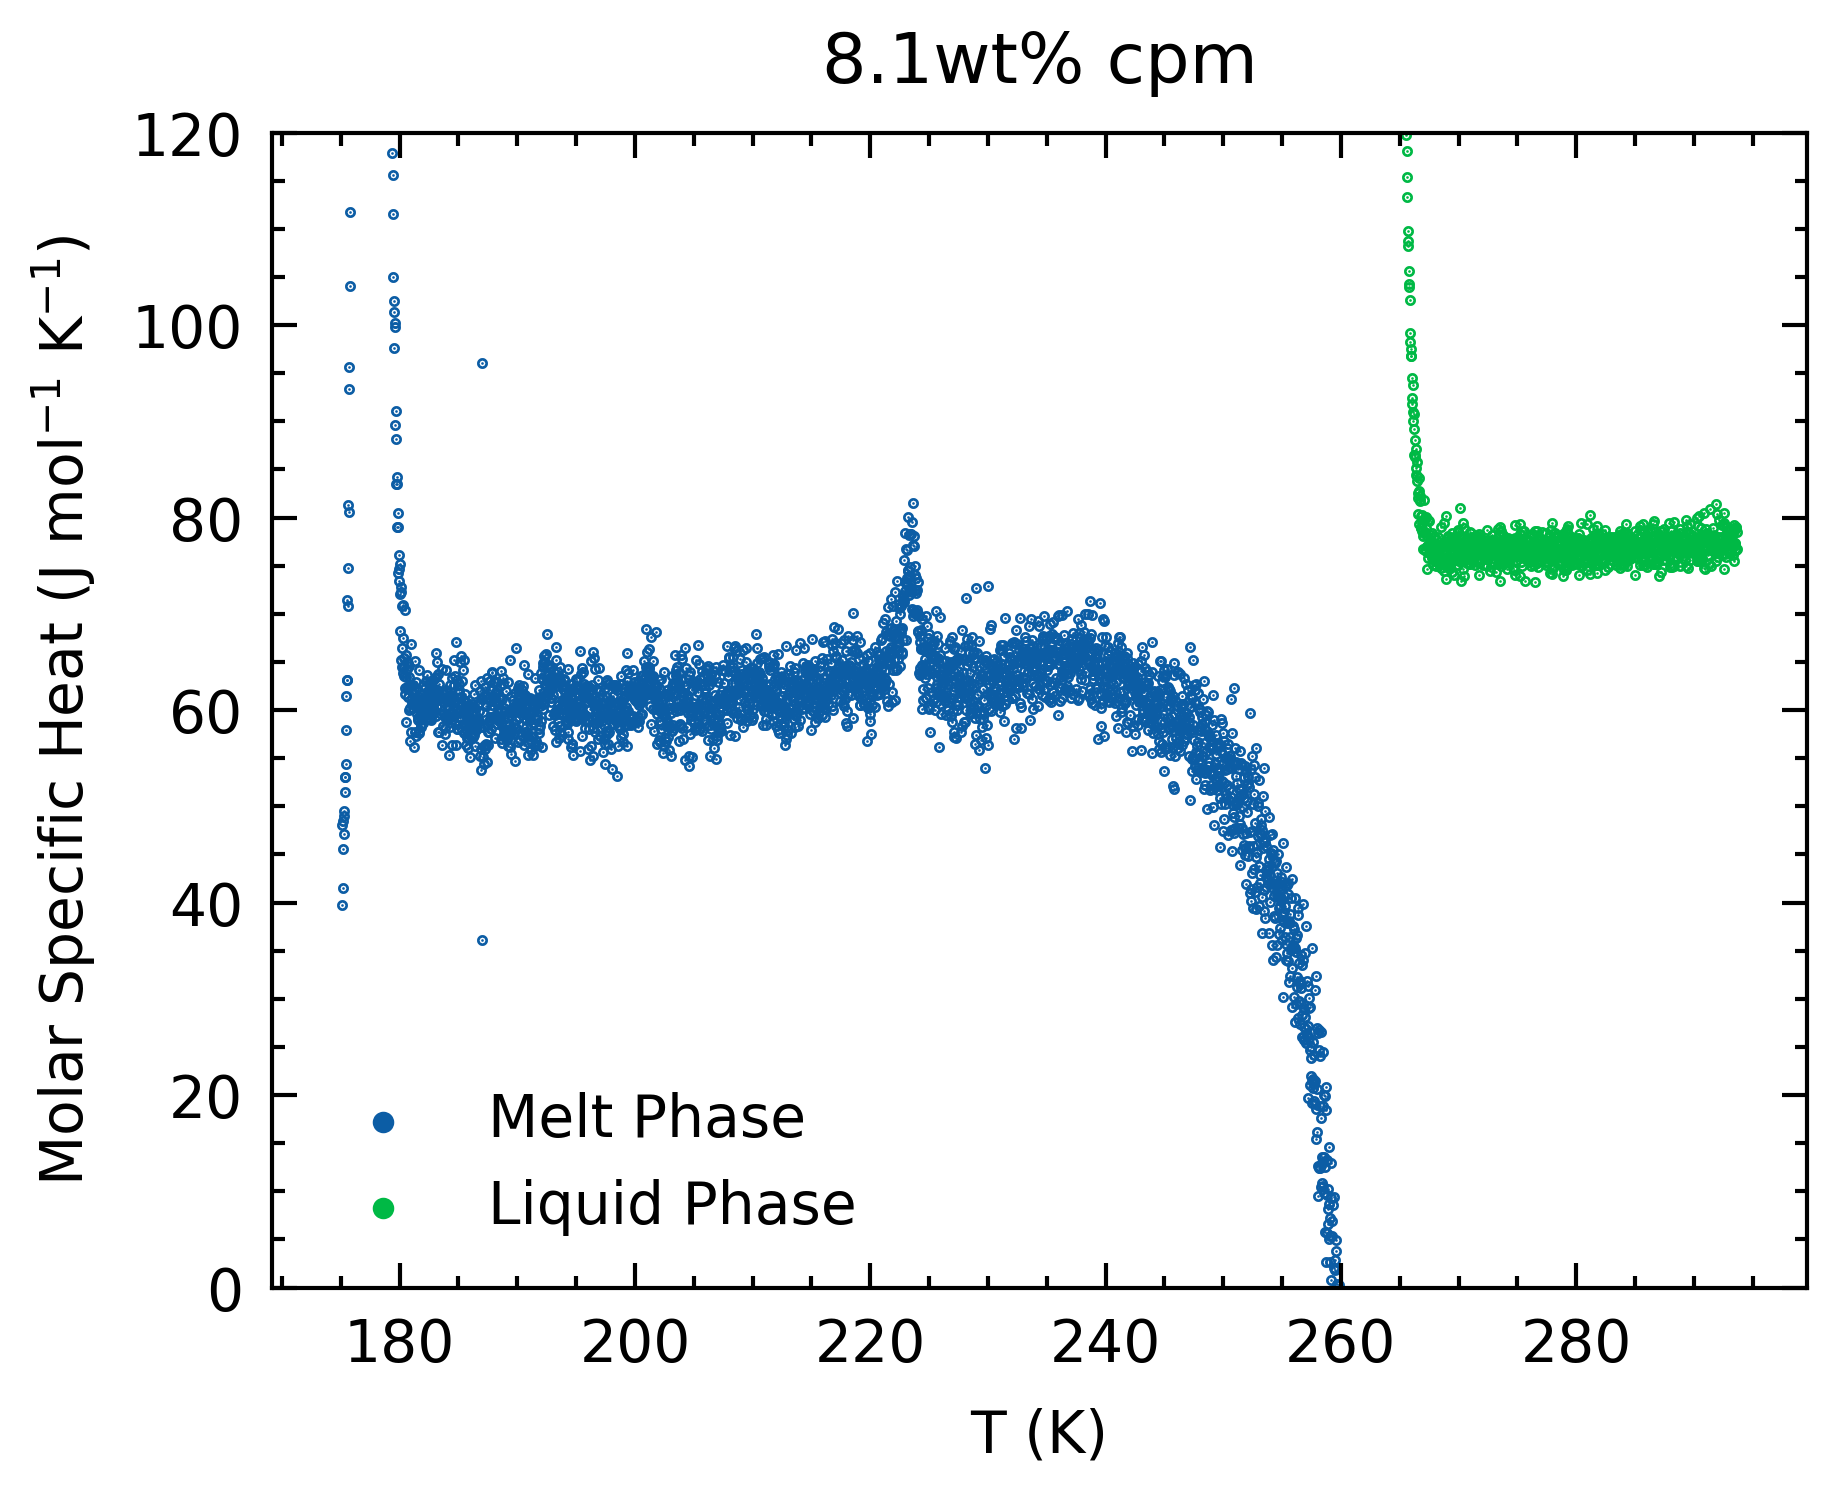 8.1wt% cpm
Molar Specific Heat (J mol⁻¹ K⁻¹)
120
100
80
60
40
20
0
Melt Phase
Liquid Phase
180 200 220 240 260 280
T (K)